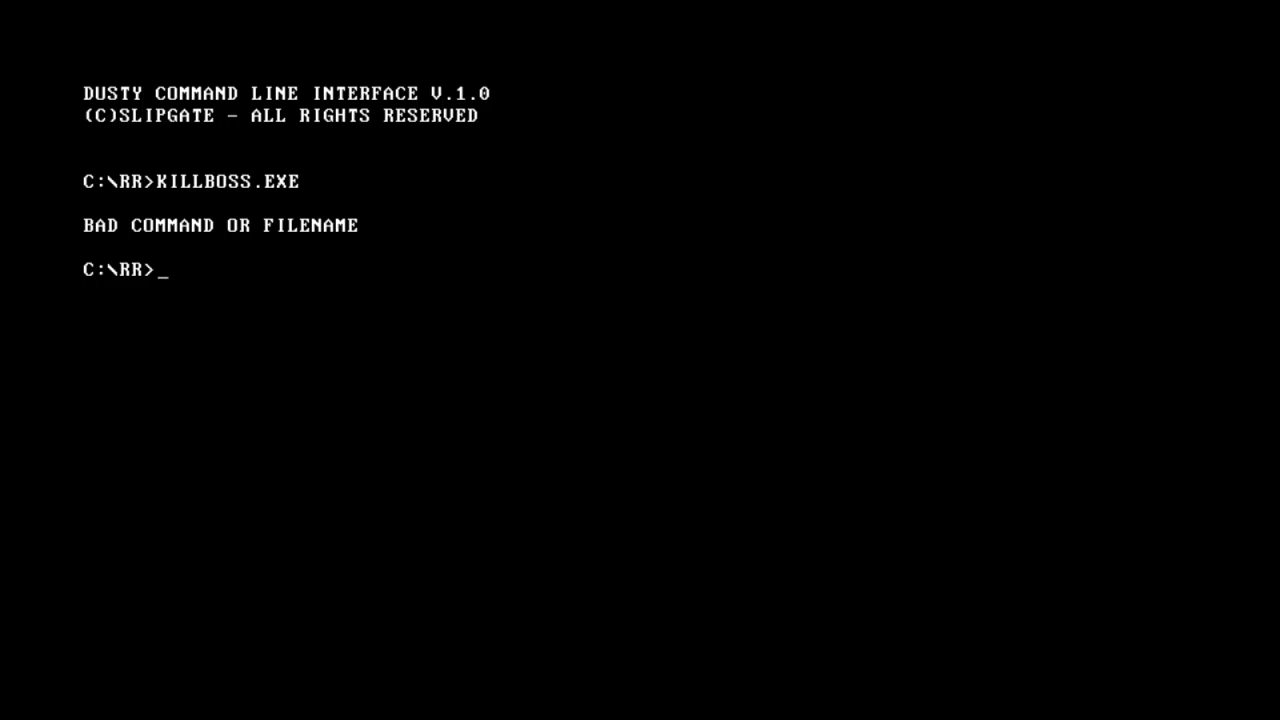 DUSTY COMMAND LINE INTERFACE V.1.0
(C)SLIPGATE - ALL RIGHTS RESERVED
C:\RR>KILLBOSS.EXE
BAD COMMAND OR FILENAME
C:\RR>_